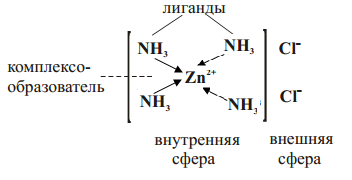 лиганды
NH₃ NH₃ Cl⁻
комплексо-
образователь
Zn²⁺
NH₃ NH₃ Cl⁻
внутренняя
сфера
внешняя
сфера